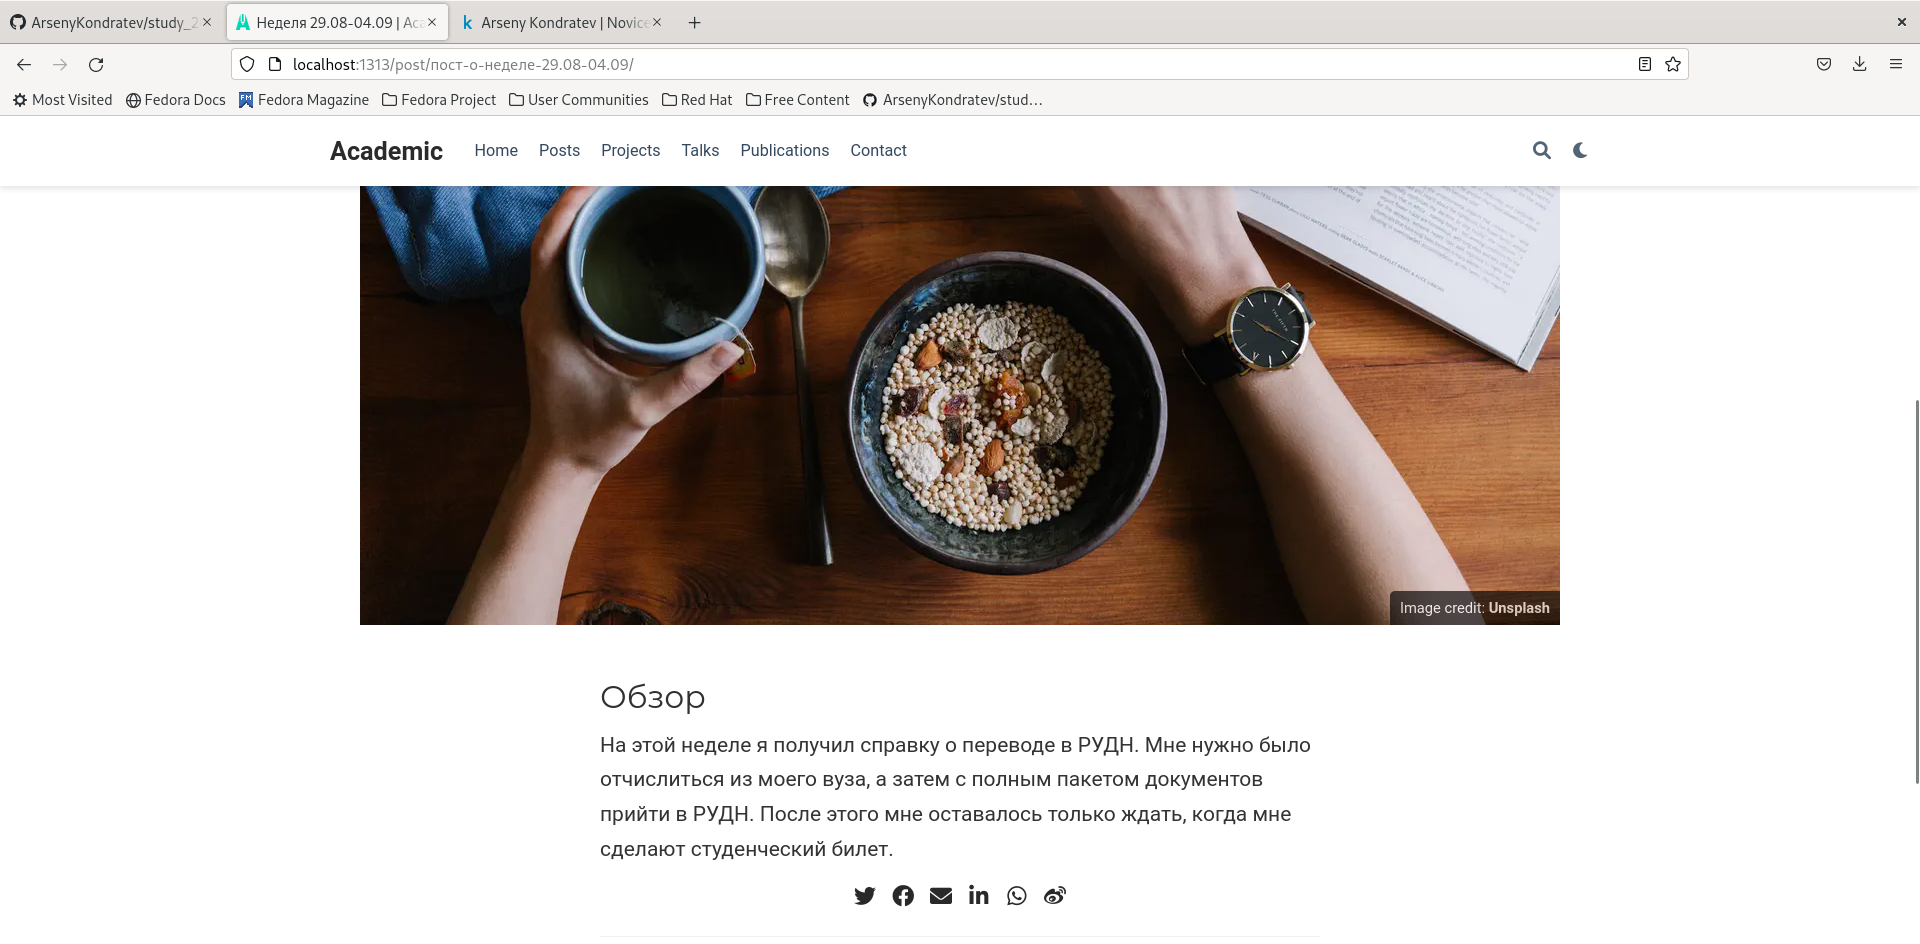 ArsenyKondratev/study_2
Неделя 29.08-04.09 | Aca
Arseny Kondratev | Novice
localhost:1313/post/пост-о-неделе-29.08-04.09/
Most Visited
Fedora Docs
Fedora Magazine
Fedora Project
User Communities
Red Hat
Free Content
ArsenyKondratev/stud…
Academic
Home
Posts
Projects
Talks
Publications
Contact
Image credit: Unsplash
Обзор
На этой неделе я получил справку о переводе в РУДН. Мне нужно было
отчислиться из моего вуза, а затем с полным пакетом документов
прийти в РУДН. После этого мне оставалось только ждать, когда мне
сделают студенческий билет.